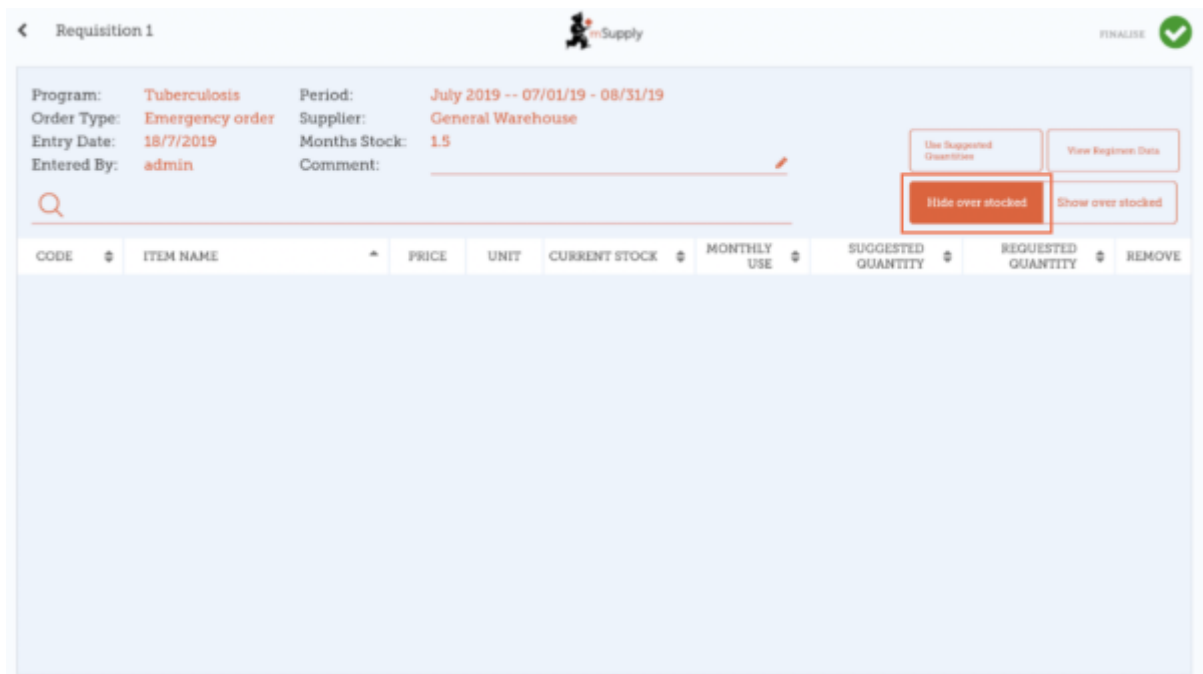 Requisition 1
mSupply
FINALISE
Program: Tuberculosis Period: July 2019 -- 07/01/19 - 08/31/19
Order Type: Emergency order Supplier: General Warehouse
Entry Date: 18/7/2019 Months Stock: 1.5
Entered By: admin Comment:
Use Suggested
Quantities
View Regimen Data
Hide over stocked Show over stocked
CODE ITEM NAME PRICE UNIT CURRENT STOCK MONTHLY USE SUGGESTED QUANTITY REQUESTED QUANTITY REMOVE